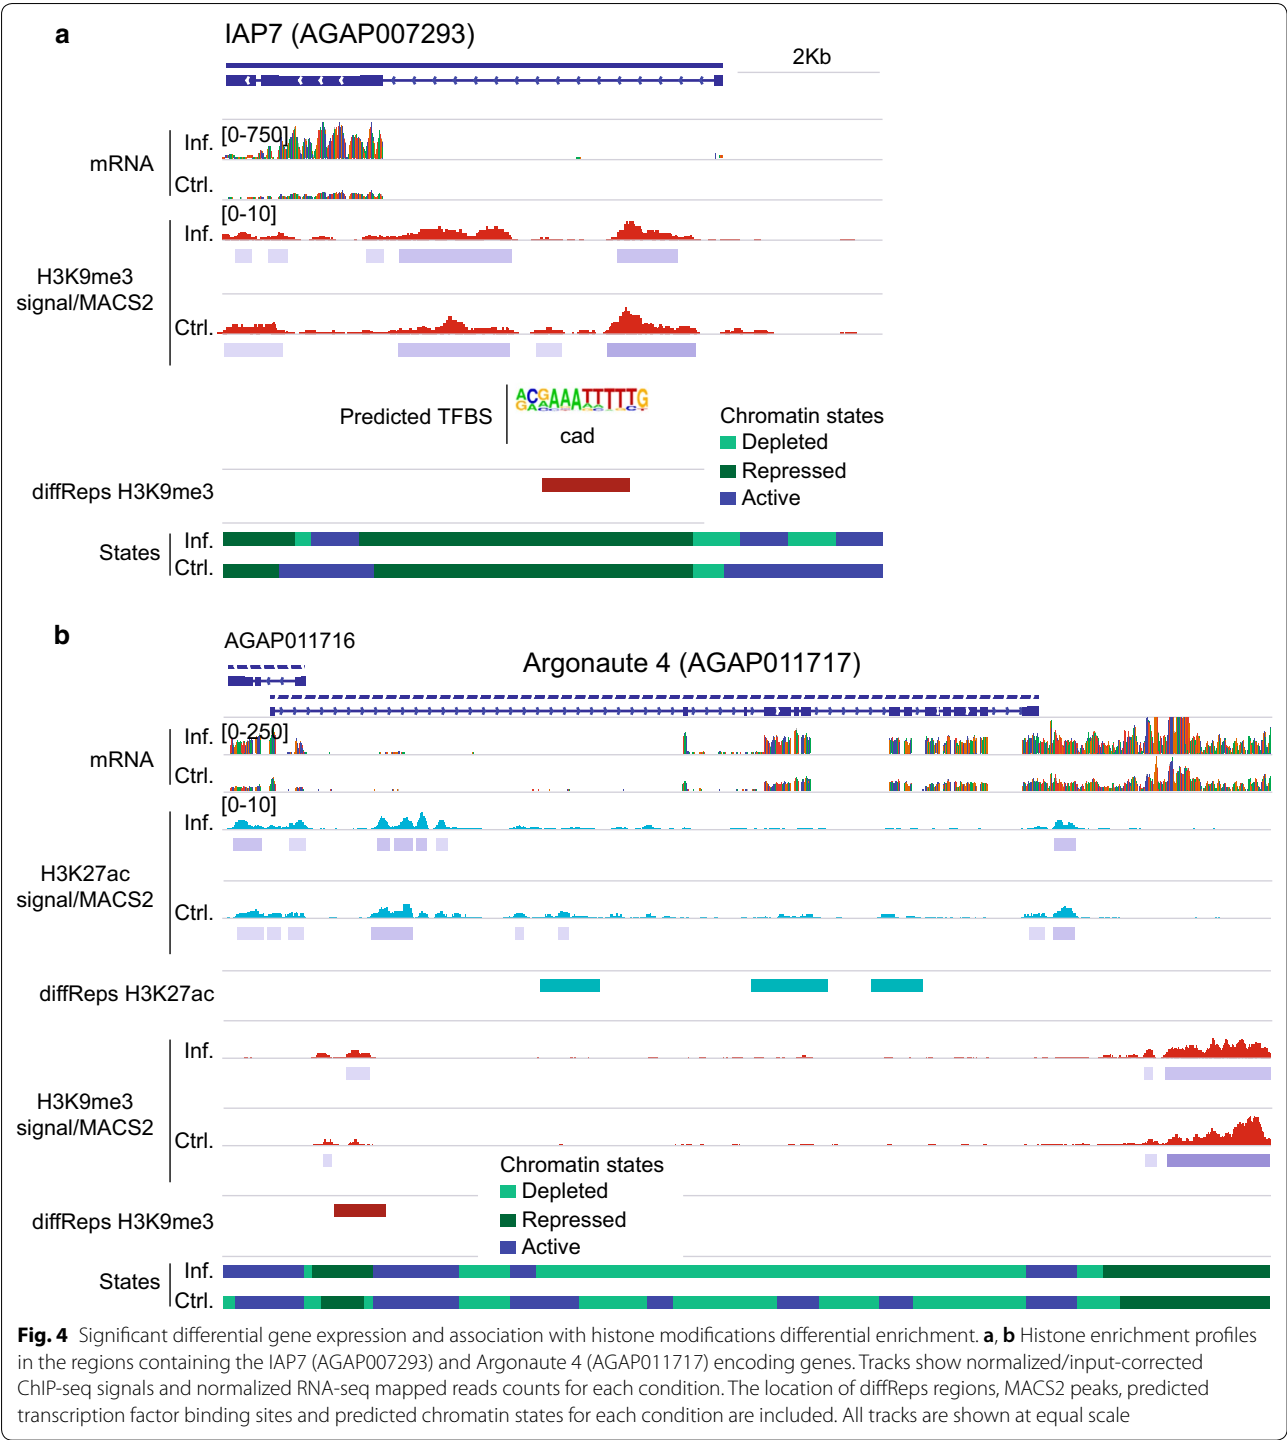 a
IAP7 (AGAP007293)
2Kb
mRNA
Inf.
[0-750]
Ctrl.
[0-10]
Inf.
H3K9me3
signal/MACS2
Ctrl.
Predicted TFBS
cad
Chromatin states
Depleted
Repressed
Active
diffReps H3K9me3
States
Inf.
Ctrl.
b
AGAP011716
Argonaute 4 (AGAP011717)
mRNA
Inf.
[0-250]
Ctrl.
[0-10]
Inf.
H3K27ac
signal/MACS2
Ctrl.
diffReps H3K27ac
Inf.
H3K9me3
signal/MACS2
Ctrl.
Chromatin states
Depleted
Repressed
Active
diffReps H3K9me3
States
Inf.
Ctrl.
Fig. 4 Significant differential gene expression and association with histone modifications differential enrichment. a, b Histone enrichment profiles
in the regions containing the IAP7 (AGAP007293) and Argonaute 4 (AGAP011717) encoding genes. Tracks show normalized/input-corrected
ChIP-seq signals and normalized RNA-seq mapped reads counts for each condition. The location of diffReps regions, MACS2 peaks, predicted
transcription factor binding sites and predicted chromatin states for each condition are included. All tracks are shown at equal scale